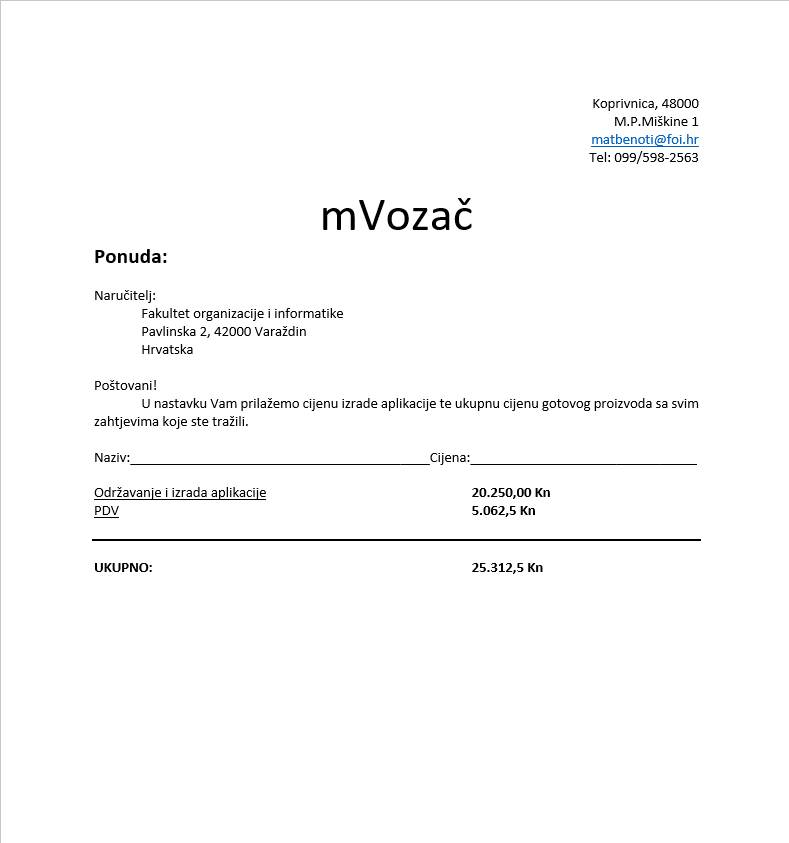 Koprivnica, 48000
M.P.Miškine 1
matbenoti@foi.hr
Tel: 099/598-2563
mVozač
Ponuda:
Naručitelj:
Fakultet organizacije i informatike
Pavlinska 2, 42000 Varaždin
Hrvatska
Poštovani!
U nastavku Vam prilažemo cijenu izrade aplikacije te ukupnu cijenu gotovog proizvoda sa svim
zahtjevima koje ste tražili.
Naziv:_________________________________________Cijena:_______________________________
Održavanje i izrada aplikacije 20.250,00 Kn
PDV 5.062,5 Kn
UKUPNO: 25.312,5 Kn